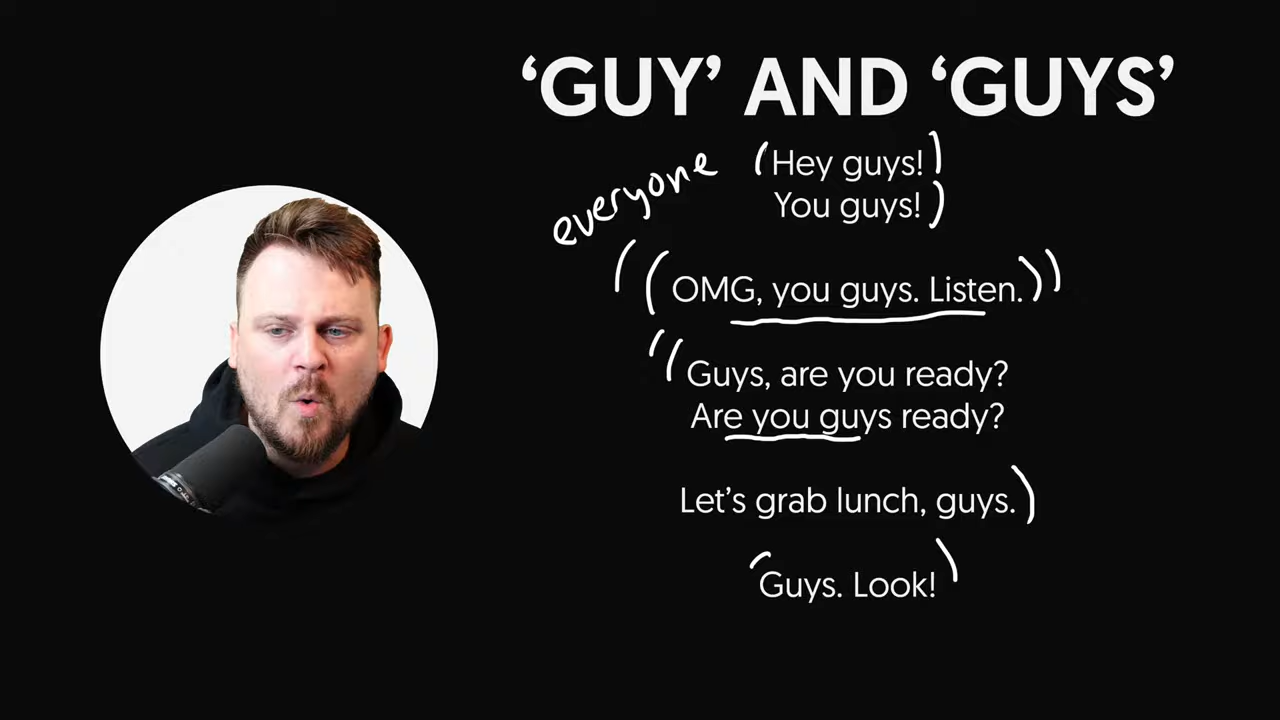 ‘GUY’ AND ‘GUYS’
everyone
(Hey guys!)
You guys!)
((OMG, you guys. Listen.))
((Guys, are you ready?
Are you guys ready?
Let’s grab lunch, guys.)
(Guys. Look!)